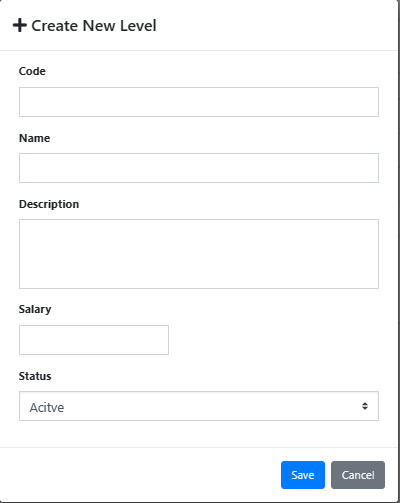 Create New Level
Code
Name
Description
Salary
Status
Acitve
Save
Cancel